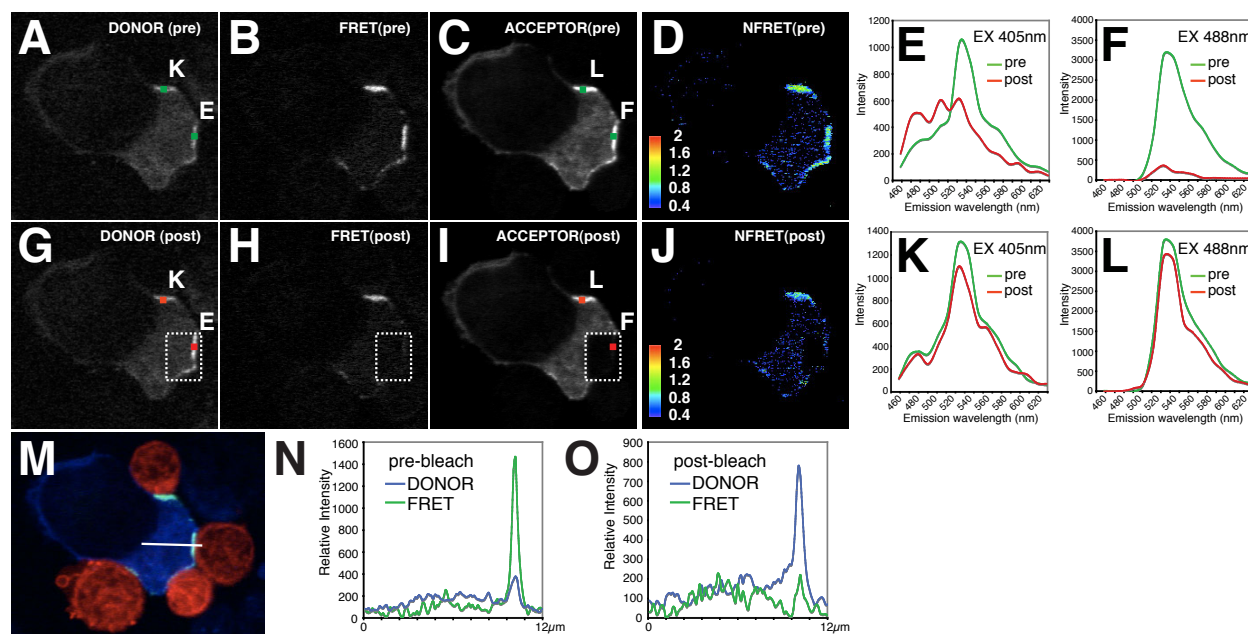 A DONOR (pre)
K
E
B FRET(pre)
C ACCEPTOR(pre)
L
F
D NFRET(pre)
2
1.6
1.2
0.8
0.4
E EX 405nm
pre
post
Intensity
1200
1000
800
600
400
200
0
460 480 500 510 520 540 560 580 600 620
Emission wavelength (nm)
F EX 488nm
pre
post
Intensity
4000
3500
3000
2500
2000
1500
1000
500
0
460 480 500 510 520 540 560 580 600 620
Emission wavelength (nm)
G DONOR (post)
K
E
H FRET(post)
I ACCEPTOR(post)
L
F
J NFRET(post)
2
1.6
1.2
0.8
0.4
K EX 405nm
pre
post
Intensity
1400
1200
1000
800
600
400
200
0
460 480 500 510 520 540 560 580 600 620
Emission wavelength (nm)
L EX 488nm
pre
post
Intensity
4000
3500
3000
2500
2000
1500
1000
500
0
460 480 500 510 520 540 560 580 600 620
Emission wavelength (nm)
M
N
pre-bleach
DONOR
FRET
Relative Intensity
1600
1400
1200
1000
800
600
400
200
0
0 12μm
O
post-bleach
DONOR
FRET
Relative Intensity
900
800
700
600
500
400
300
200
100
0
0 12μm